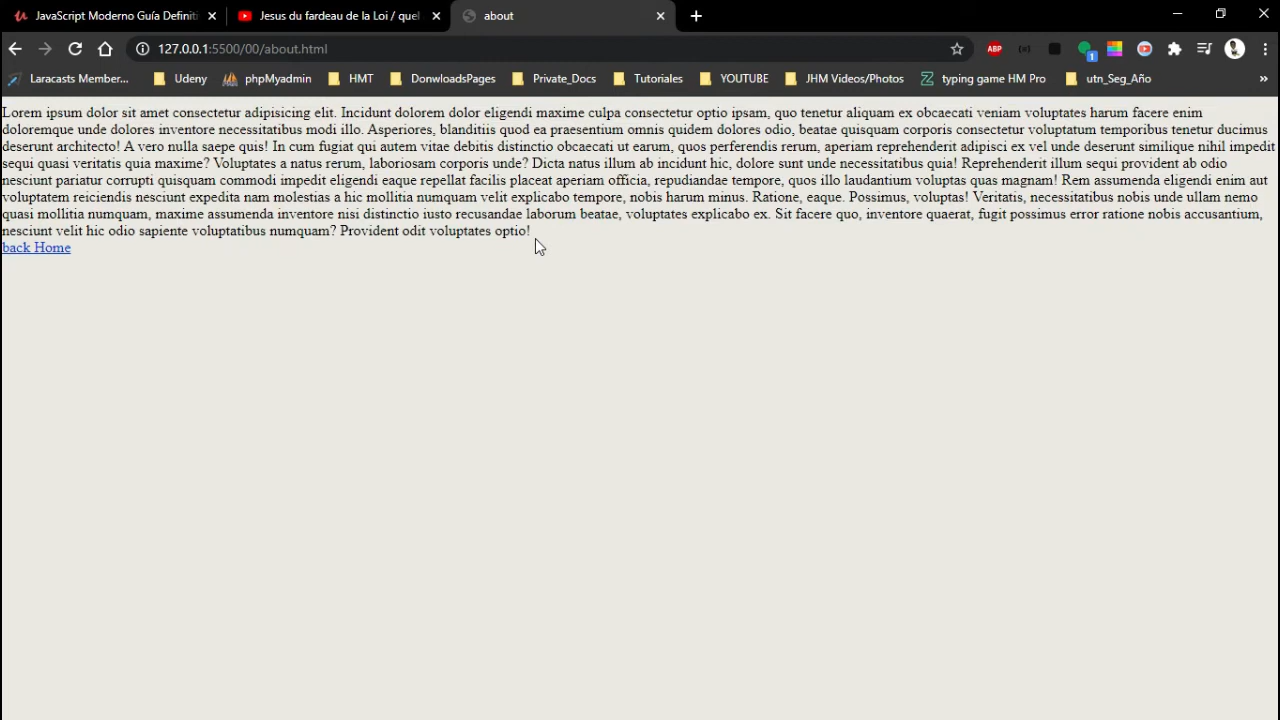 JavaScript Moderno Guía Definiti
Jesus du fardeau de la Loi / quel
about
127.0.0.1:5500/00/about.html
ABP
1
Laracasts Member...
Udeny
phpMyadmin
HMT
DonwloadsPages
Private_Docs
Tutoriales
YOUTUBE
JHM Videos/Photos
typing game HM Pro
utn_Seg_Año
»
Lorem ipsum dolor sit amet consectetur adipisicing elit. Incidunt dolorem dolor eligendi maxime culpa consectetur optio ipsam, quo tenetur aliquam ex obcaecati veniam voluptates harum facere enim
doloremque unde dolores inventore necessitatibus modi illo. Asperiores, blanditiis quod ea praesentium omnis quidem dolores odio, beatae quisquam corporis consectetur voluptatum temporibus tenetur ducimus
deserunt architecto! A vero nulla saepe quis! In cum fugiat qui autem vitae debitis distinctio obcaecati ut earum, quos perferendis rerum, aperiam reprehenderit adipisci ex vel unde deserunt similique nihil impedit
sequi quasi veritatis quia maxime? Voluptates a natus rerum, laboriosam corporis unde? Dicta natus illum ab incidunt hic, dolore sunt unde necessitatibus quia! Reprehenderit illum sequi provident ab odio
nesciunt pariatur corrupti quisquam commodi impedit eligendi eaque repellat facilis placeat aperiam officia, repudiandae tempore, quos illo laudantium voluptas quas magnam! Rem assumenda eligendi enim aut
voluptatem reiciendis nesciunt expedita nam molestias a hic mollitia numquam velit explicabo tempore, nobis harum minus. Ratione, eaque. Possimus, voluptas! Veritatis, necessitatibus nobis unde ullam nemo
quasi mollitia numquam, maxime assumenda inventore nisi distinctio iusto recusandae laborum beatae, voluptates explicabo ex. Sit facere quo, inventore quaerat, fugit possimus error ratione nobis accusantium,
nesciunt velit hic odio sapiente voluptatibus numquam? Provident odit voluptates optio!
back Home